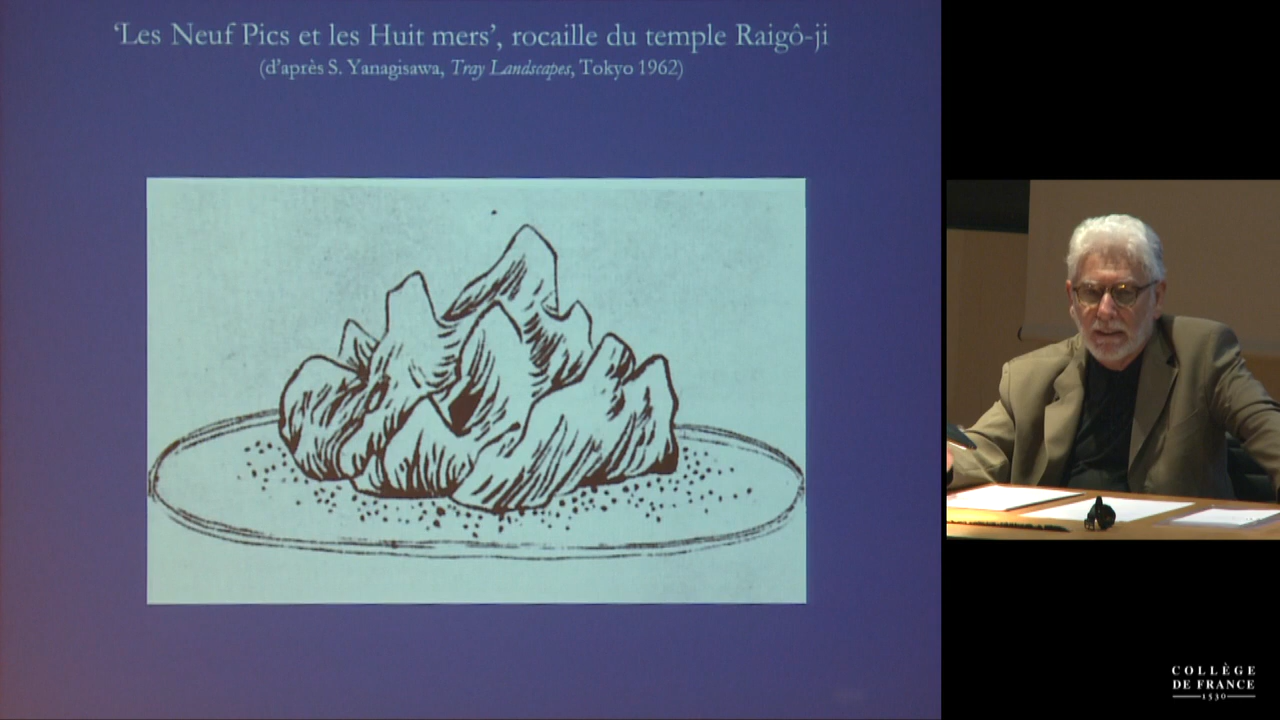 ‘Les Neuf Pics et les Huit mers’, rocaille du temple Raigô-ji
(d’après S. Yanagisawa, Tray Landscapes, Tokyo 1962)
COLLÈGE
DE FRANCE
1530